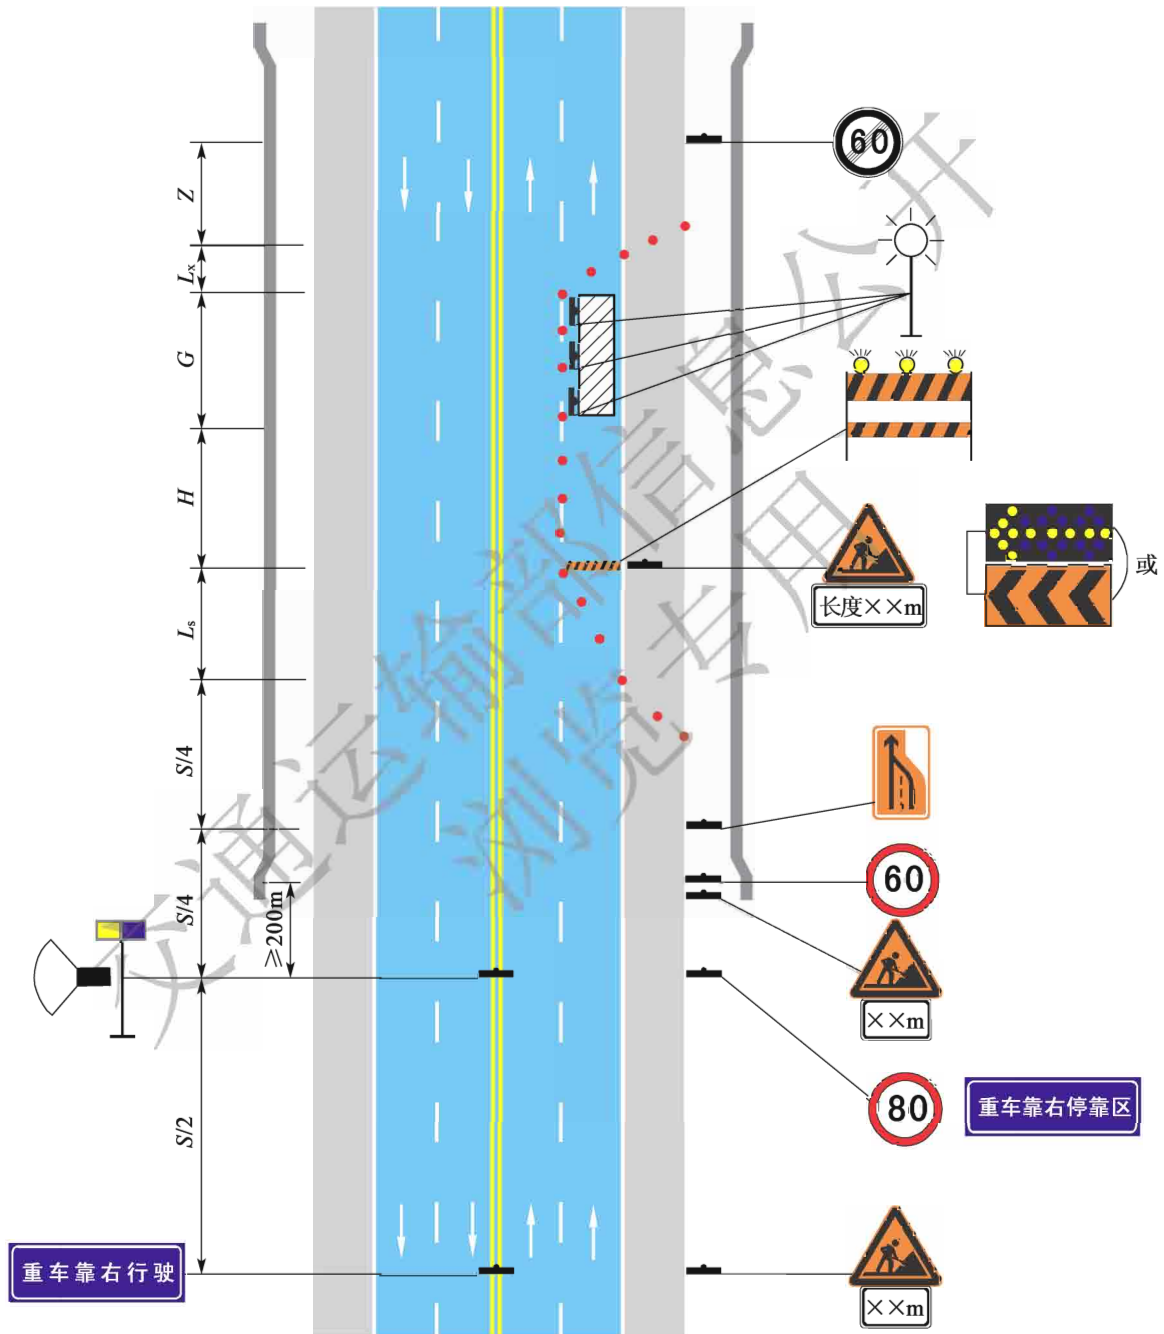 60
Z
Lx
G
H
长度××m
或
Ls
S/4
60
S/4
≥200m
××m
80
重车靠右停靠区
S/2
重车靠右行驶
××m
交通运输部信息公开
浏览专用